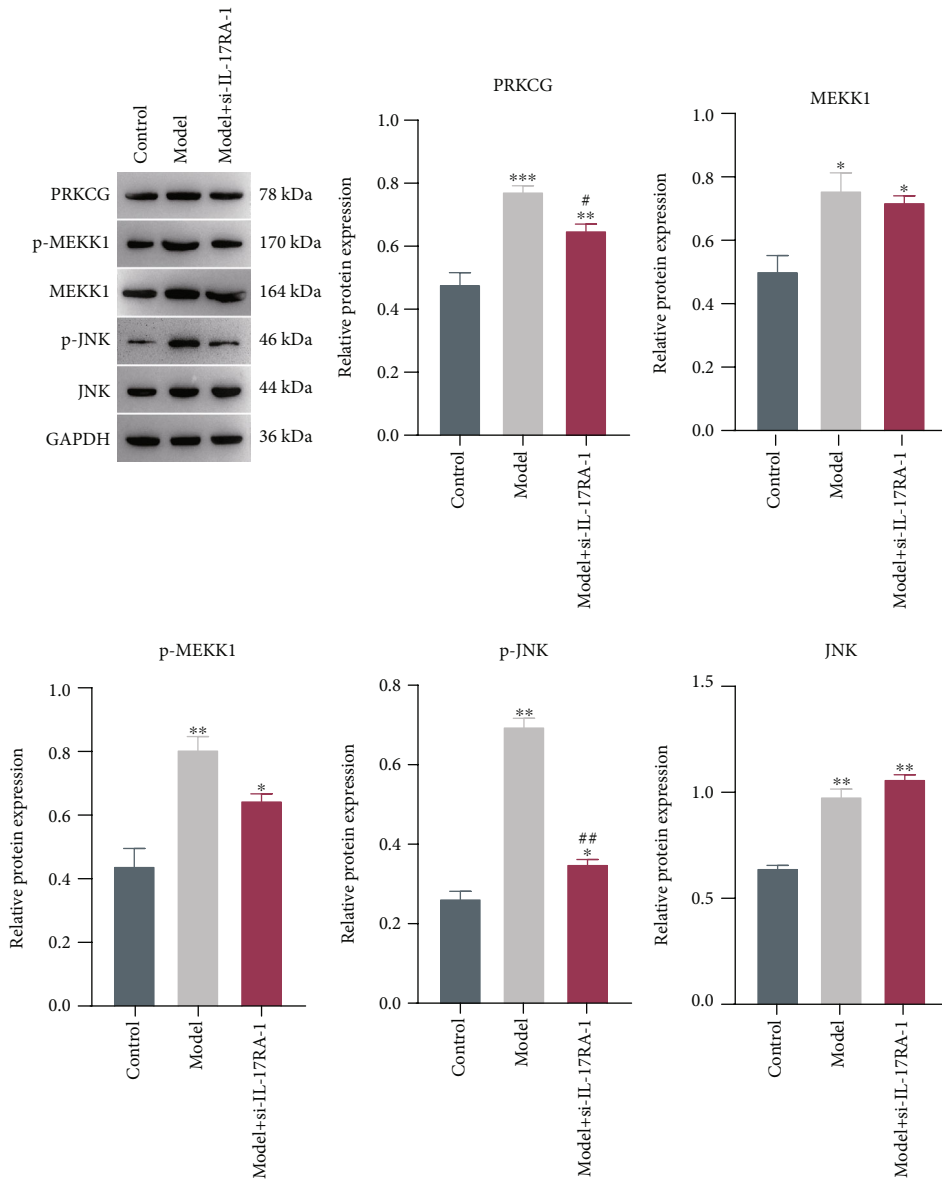 Control
Model
Model+si-IL-17RA-1
PRKCG
78 kDa
p-MEKK1
170 kDa
MEKK1
164 kDa
p-JNK
46 kDa
JNK
44 kDa
GAPDH
36 kDa
PRKCG
Relative protein expression
1.0
0.8
0.6
0.4
0.2
0.0
***
#
**
Control
Model
Model+si-IL-17RA-1
MEKK1
Relative protein expression
1.0
0.8
0.6
0.4
0.2
0.0
*
*
Control
Model
Model+si-IL-17RA-1
p-MEKK1
Relative protein expression
1.0
0.8
0.6
0.4
0.2
0.0
**
*
Control
Model
Model+si-IL-17RA-1
p-JNK
Relative protein expression
0.8
0.6
0.4
0.2
0.0
**
##
*
Control
Model
Model+si-IL-17RA-1
JNK
Relative protein expression
1.5
1.0
0.5
0.0
**
**
Control
Model
Model+si-IL-17RA-1